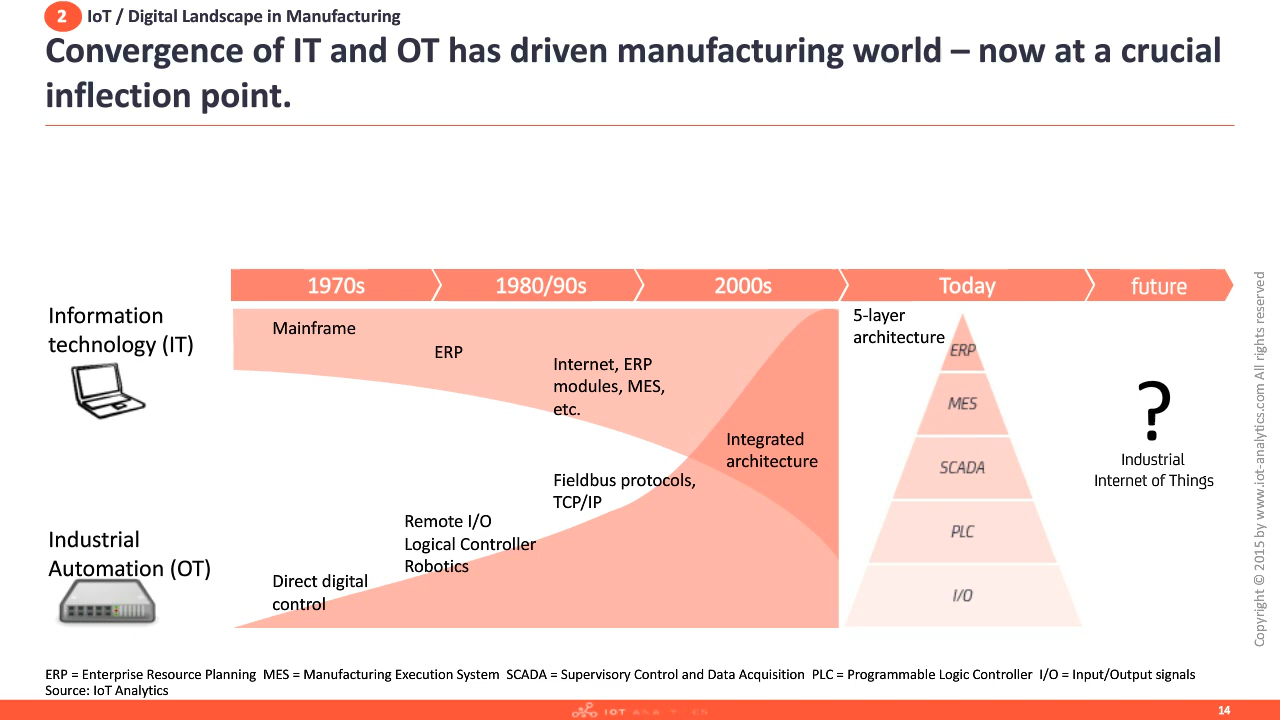 2 IoT / Digital Landscape in Manufacturing
Convergence of IT and OT has driven manufacturing world – now at a crucial
inflection point.
1970s 1980/90s 2000s Today future
Information
technology (IT)
Mainframe
ERP
Internet, ERP
modules, MES,
etc.
Integrated
architecture
Fieldbus protocols,
TCP/IP
Remote I/O
Logical Controller
Robotics
Direct digital
control
Industrial
Automation (OT)
5-layer
architecture
ERP
MES
SCADA
PLC
I/O
?
Industrial
Internet of Things
Copyright © 2015 by www.iot-analytics.com All rights reserved
ERP = Enterprise Resource Planning MES = Manufacturing Execution System SCADA = Supervisory Control and Data Acquisition PLC = Programmable Logic Controller I/O = Input/Output signals
Source: IoT Analytics
IOT
14